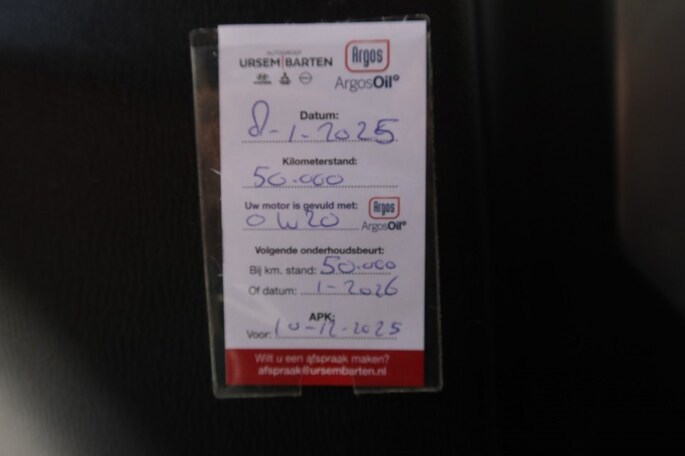 AUTOGROEP
URSEM|BARTEN
HYUNDAI
Argos
ArgosOil
Datum:
8-1-2025
Kilometerstand:
50.000
Uw motor is gevuld met:
0W20
Argos
ArgosOil
Volgende onderhoudsbeurt:
Bij km. stand: 50.000
Of datum: 1-2026
APK:
Voor: 10-12-2025
Wilt u een afspraak maken?
afspraak@ursembarten.nl